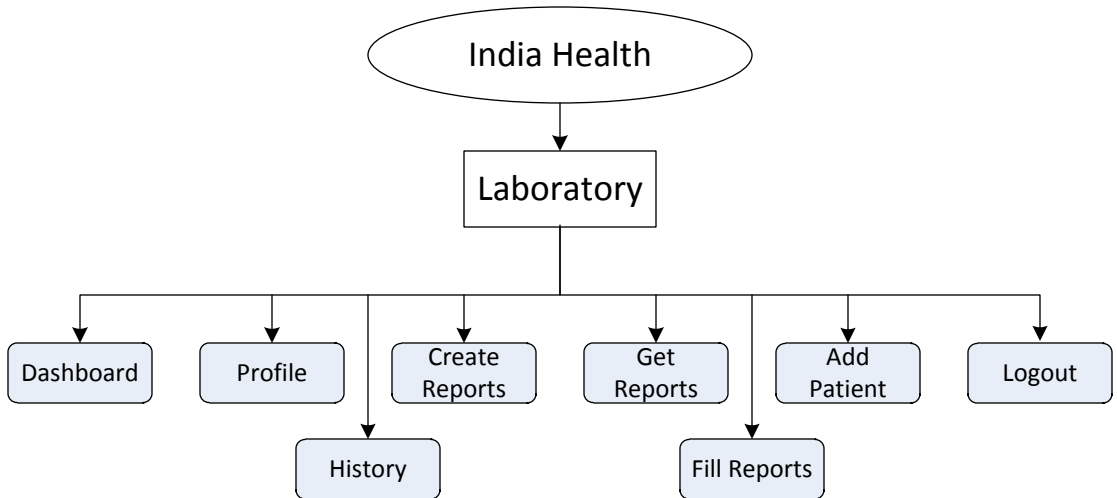 India Health
Laboratory
Dashboard
Profile
Create
Reports
Get
Reports
Add
Patient
Logout
History
Fill Reports